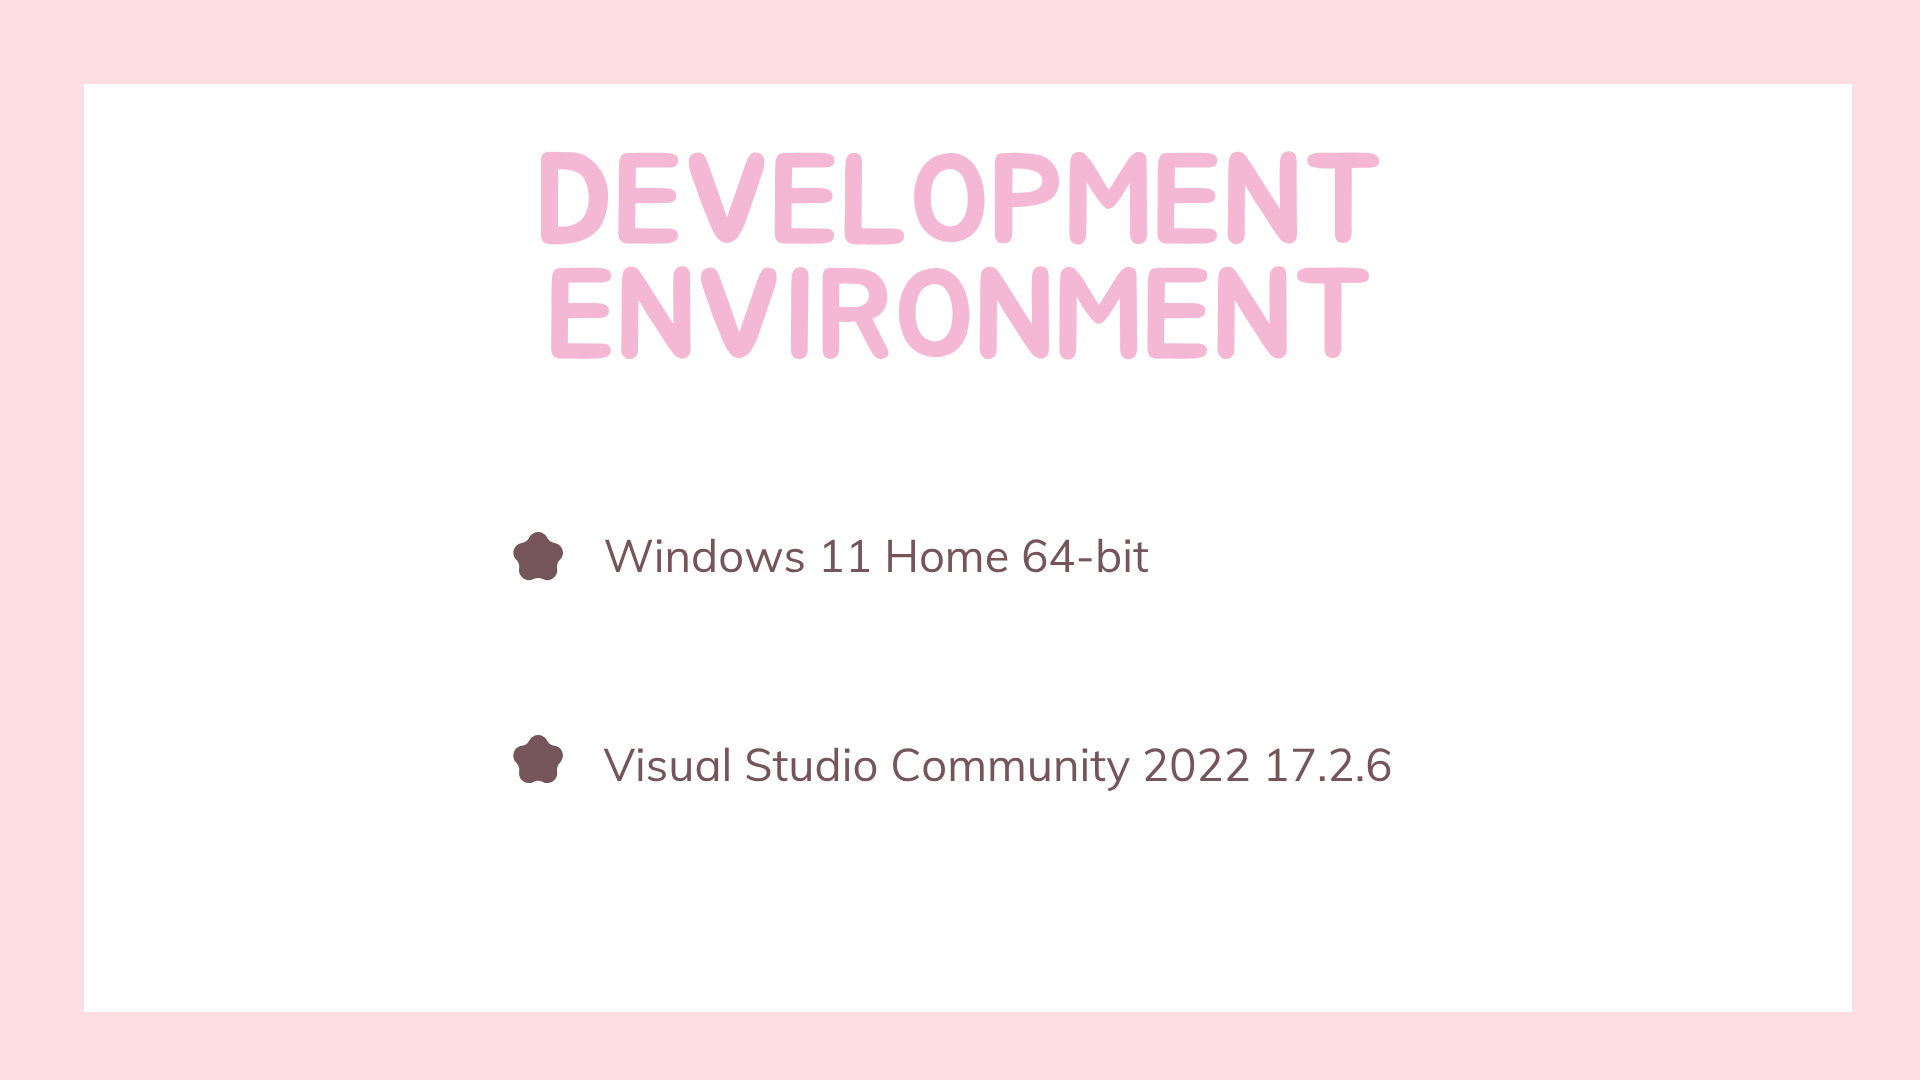 DEVELOPMENT
ENVIRONMENT
Windows 11 Home 64-bit
Visual Studio Community 2022 17.2.6